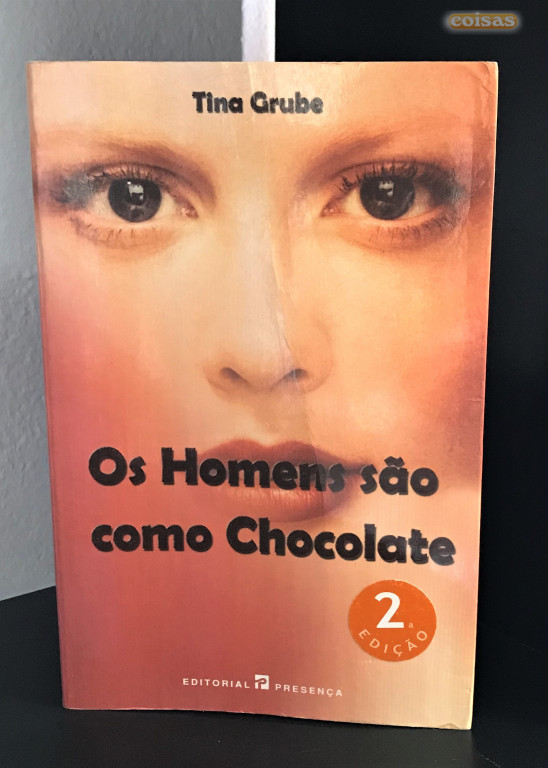 coisas
Tina Grube
Os Homens são
como Chocolate
2.ª
EDIÇÃO
EDITORIAL P PRESENÇA